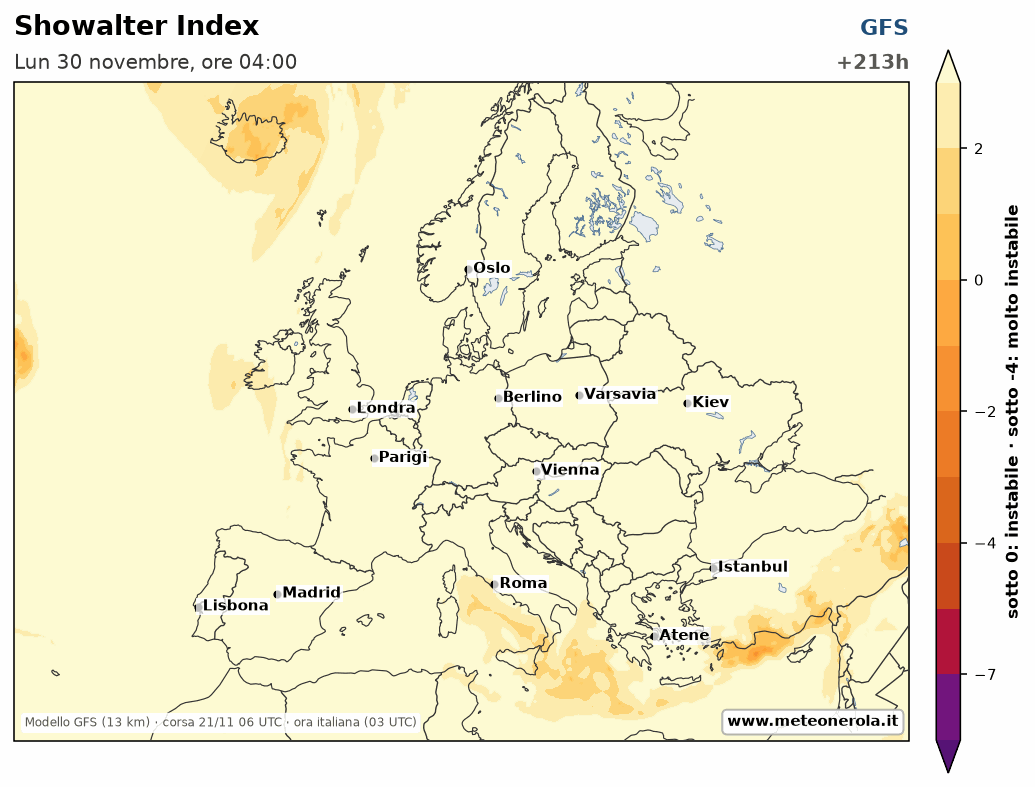 Showalter Index
GFS
Lun 30 novembre, ore 04:00
+213h
Oslo
Berlino
Varsavia
Kiev
Londra
Parigi
Vienna
Istanbul
Roma
Madrid
Lisbona
Atene
2
0
−2
−4
−7
sotto 0: instabile · sotto -4: molto instabile
Modello GFS (13 km) · corsa 21/11 06 UTC · ora italiana (03 UTC)
www.meteonerola.it